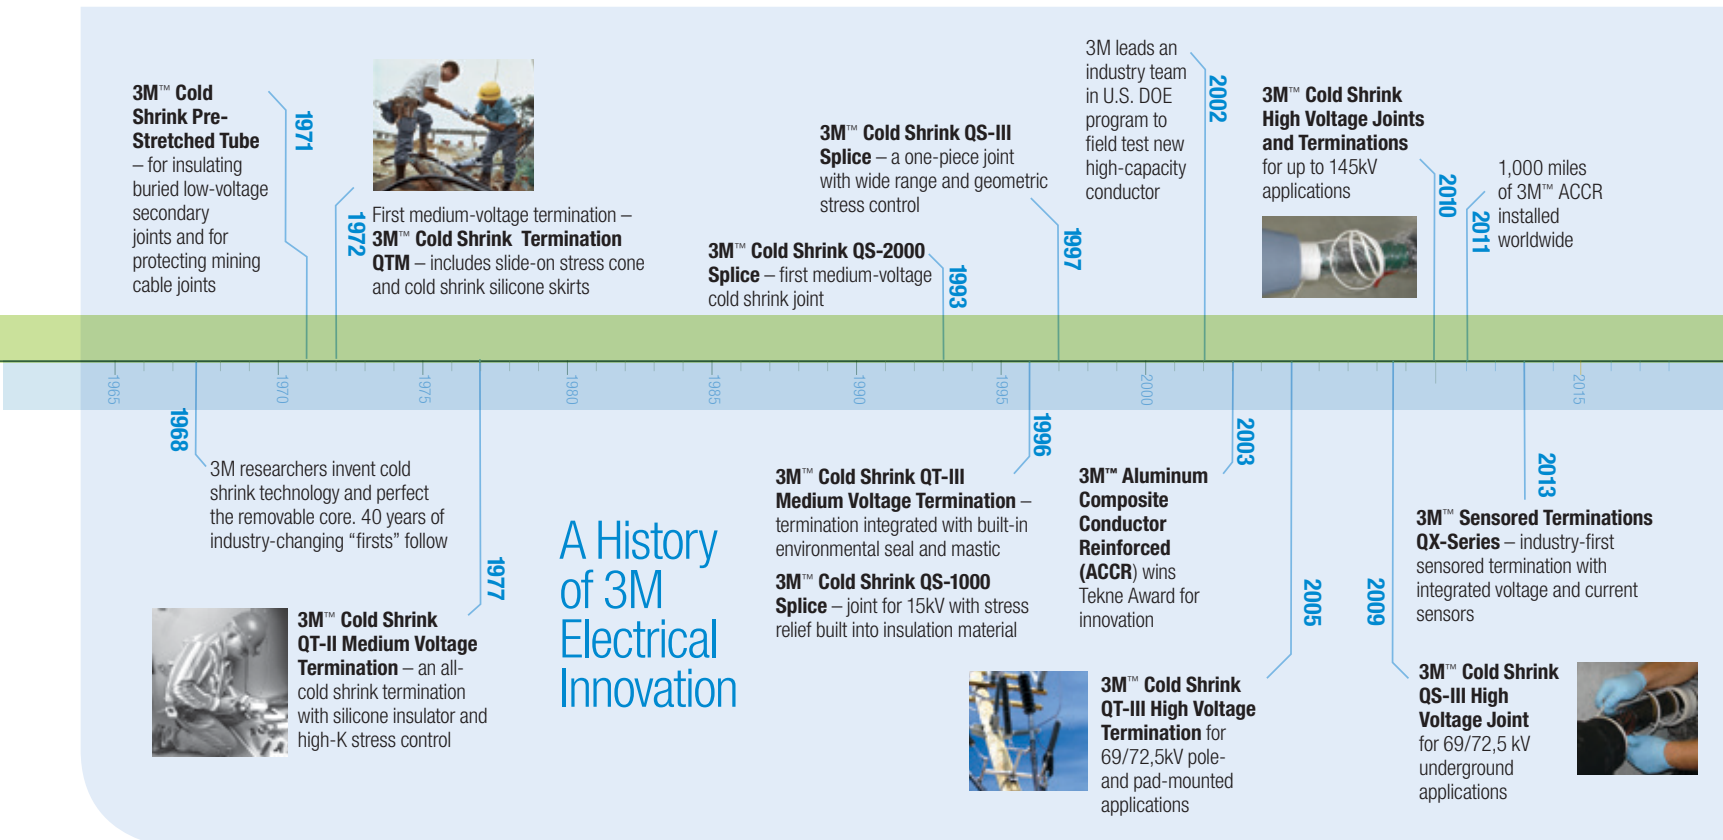 3M™ Cold
Shrink Pre-
Stretched Tube
– for insulating
buried low-voltage
secondary
joints and for
protecting mining
cable joints
1971
1972
First medium-voltage termination –
3M™ Cold Shrink Termination
QTM – includes slide-on stress cone
and cold shrink silicone skirts
3M™ Cold Shrink QS-2000
Splice – first medium-voltage
cold shrink joint
1993
3M™ Cold Shrink QS-III
Splice – a one-piece joint
with wide range and geometric
stress control
1997
3M leads an
industry team
in U.S. DOE
program to
field test new
high-capacity
conductor
2002
3M™ Cold Shrink
High Voltage Joints
and Terminations
for up to 145kV
applications
2010
2011
1,000 miles
of 3M™ ACCR
installed
worldwide
1965
1970
1975
1980
1985
1990
1995
2000
2015
1968
3M researchers invent cold
shrink technology and perfect
the removable core. 40 years of
industry-changing “firsts” follow
1977
3M™ Cold Shrink
QT-II Medium Voltage
Termination – an all-
cold shrink termination
with silicone insulator and
high-K stress control
A History
of 3M
Electrical
Innovation
1996
3M™ Cold Shrink QT-III
Medium Voltage Termination –
termination integrated with built-in
environmental seal and mastic
3M™ Cold Shrink QS-1000
Splice – joint for 15kV with stress
relief built into insulation material
2003
3M™ Aluminum
Composite
Conductor
Reinforced
(ACCR) wins
Tekne Award for
innovation
2005
3M™ Cold Shrink
QT-III High Voltage
Termination for
69/72,5kV pole-
and pad-mounted
applications
2009
3M™ Cold Shrink
QS-III High
Voltage Joint
for 69/72,5 kV
underground
applications
2013
3M™ Sensored Terminations
QX-Series – industry-first
sensored termination with
integrated voltage and current
sensors